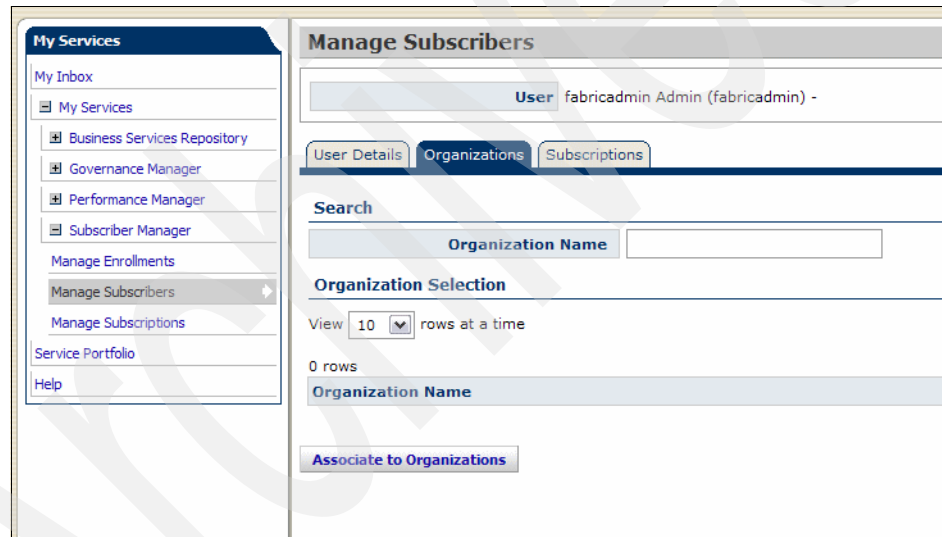 My Services
My Inbox
My Services
Business Services Repository
Governance Manager
Performance Manager
Subscriber Manager
Manage Enrollments
Manage Subscribers
Manage Subscriptions
Service Portfolio
Help
Manage Subscribers
User fabricadmin Admin (fabricadmin) -
User Details Organizations Subscriptions
Search
Organization Name
Organization Selection
View 10 rows at a time
0 rows
Organization Name
Associate to Organizations